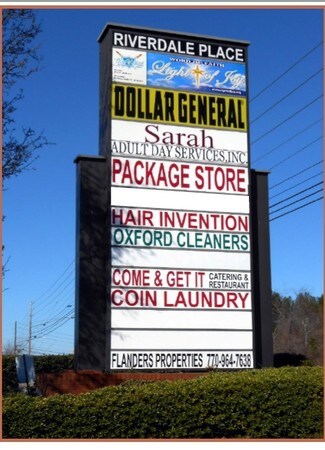 RIVERDALE PLACE
WORD OF FAITH
Light of Joy
DOLLAR GENERAL
Sarah
ADULT DAY SERVICES, INC.
PACKAGE STORE
HAIR INVENTION
OXFORD CLEANERS
COME & GET IT CATERING & RESTAURANT
COIN LAUNDRY
FLANDERS PROPERTIES 770-964-7638